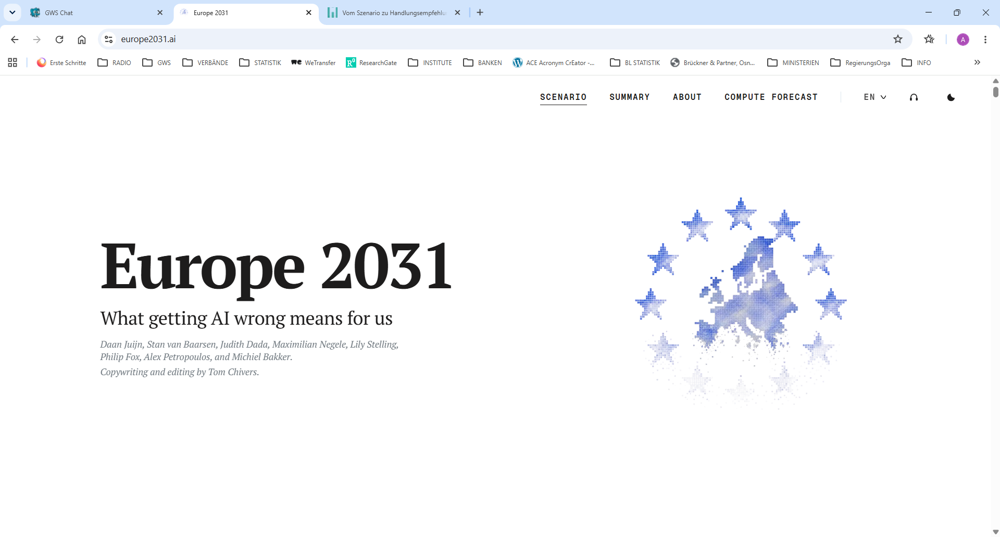 GWS Chat
Europe 2031
Vom Szenario zu Handlungsempfehlu
europe2031.ai
A
Erste Schritte
RADIO
GWS
VERBÄNDE
STATISTIK
WeTransfer
ResearchGate
INSTITUTE
BANKEN
ACE Acronym CrEator -...
BL STATISTIK
Brückner & Partner, Osn...
MINISTERIEN
RegierungsOrga
INFO
SCENARIO
SUMMARY
ABOUT
COMPUTE FORECAST
EN
Europe 2031
What getting AI wrong means for us
Daan Juijn, Stan van Baarsen, Judith Dada, Maximilian Negele, Lily Stelling,
Philip Fox, Alex Petropoulos, and Michiel Bakker.
Copywriting and editing by Tom Chivers.